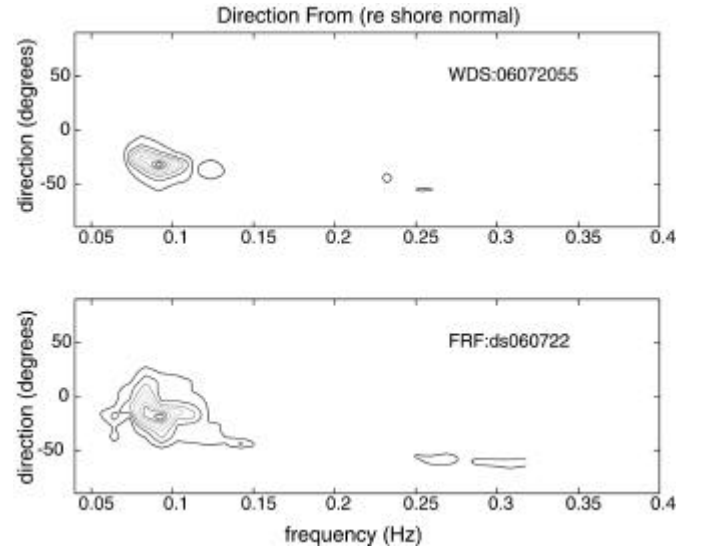 Direction From (re shore normal)
direction (degrees)
50
0
-50
WDS:06072055
0.05 0.1 0.15 0.2 0.25 0.3 0.35 0.4
direction (degrees)
50
0
-50
FRF:ds060722
0.05 0.1 0.15 0.2 0.25 0.3 0.35 0.4
frequency (Hz)